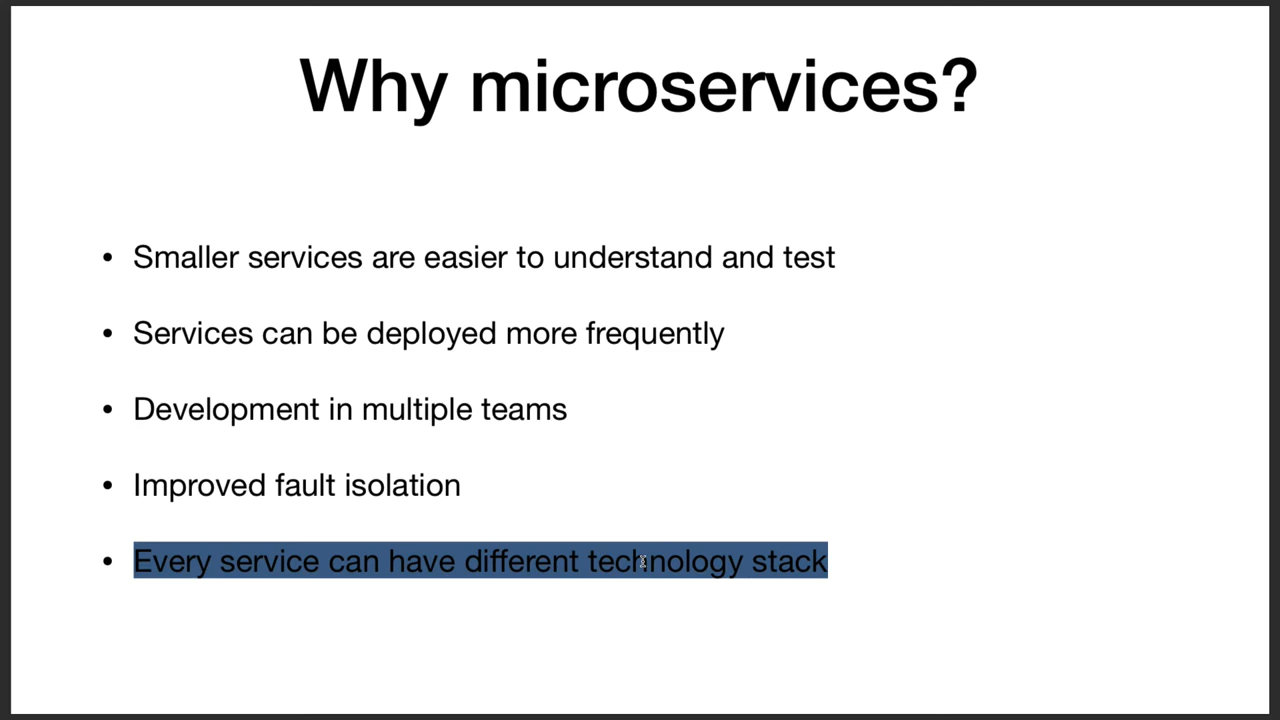 Why microservices?
• Smaller services are easier to understand and test
• Services can be deployed more frequently
• Development in multiple teams
• Improved fault isolation
• Every service can have different technology stack